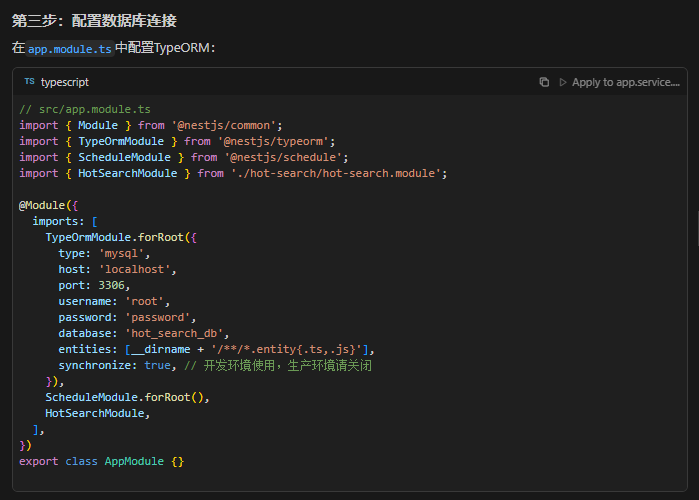 第三步：配置数据库连接
在 app.module.ts 中配置TypeORM：
TS typescript
Apply to app.service....
// src/app.module.ts
import { Module } from '@nestjs/common';
import { TypeOrmModule } from '@nestjs/typeorm';
import { ScheduleModule } from '@nestjs/schedule';
import { HotSearchModule } from './hot-search/hot-search.module';
@Module({
  imports: [
    TypeOrmModule.forRoot({
      type: 'mysql',
      host: 'localhost',
      port: 3306,
      username: 'root',
      password: 'password',
      database: 'hot_search_db',
      entities: [__dirname + '/**/*.entity{.ts,.js}'],
      synchronize: true, // 开发环境使用，生产环境请关闭
    }),
    ScheduleModule.forRoot(),
    HotSearchModule,
  ],
})
export class AppModule {}